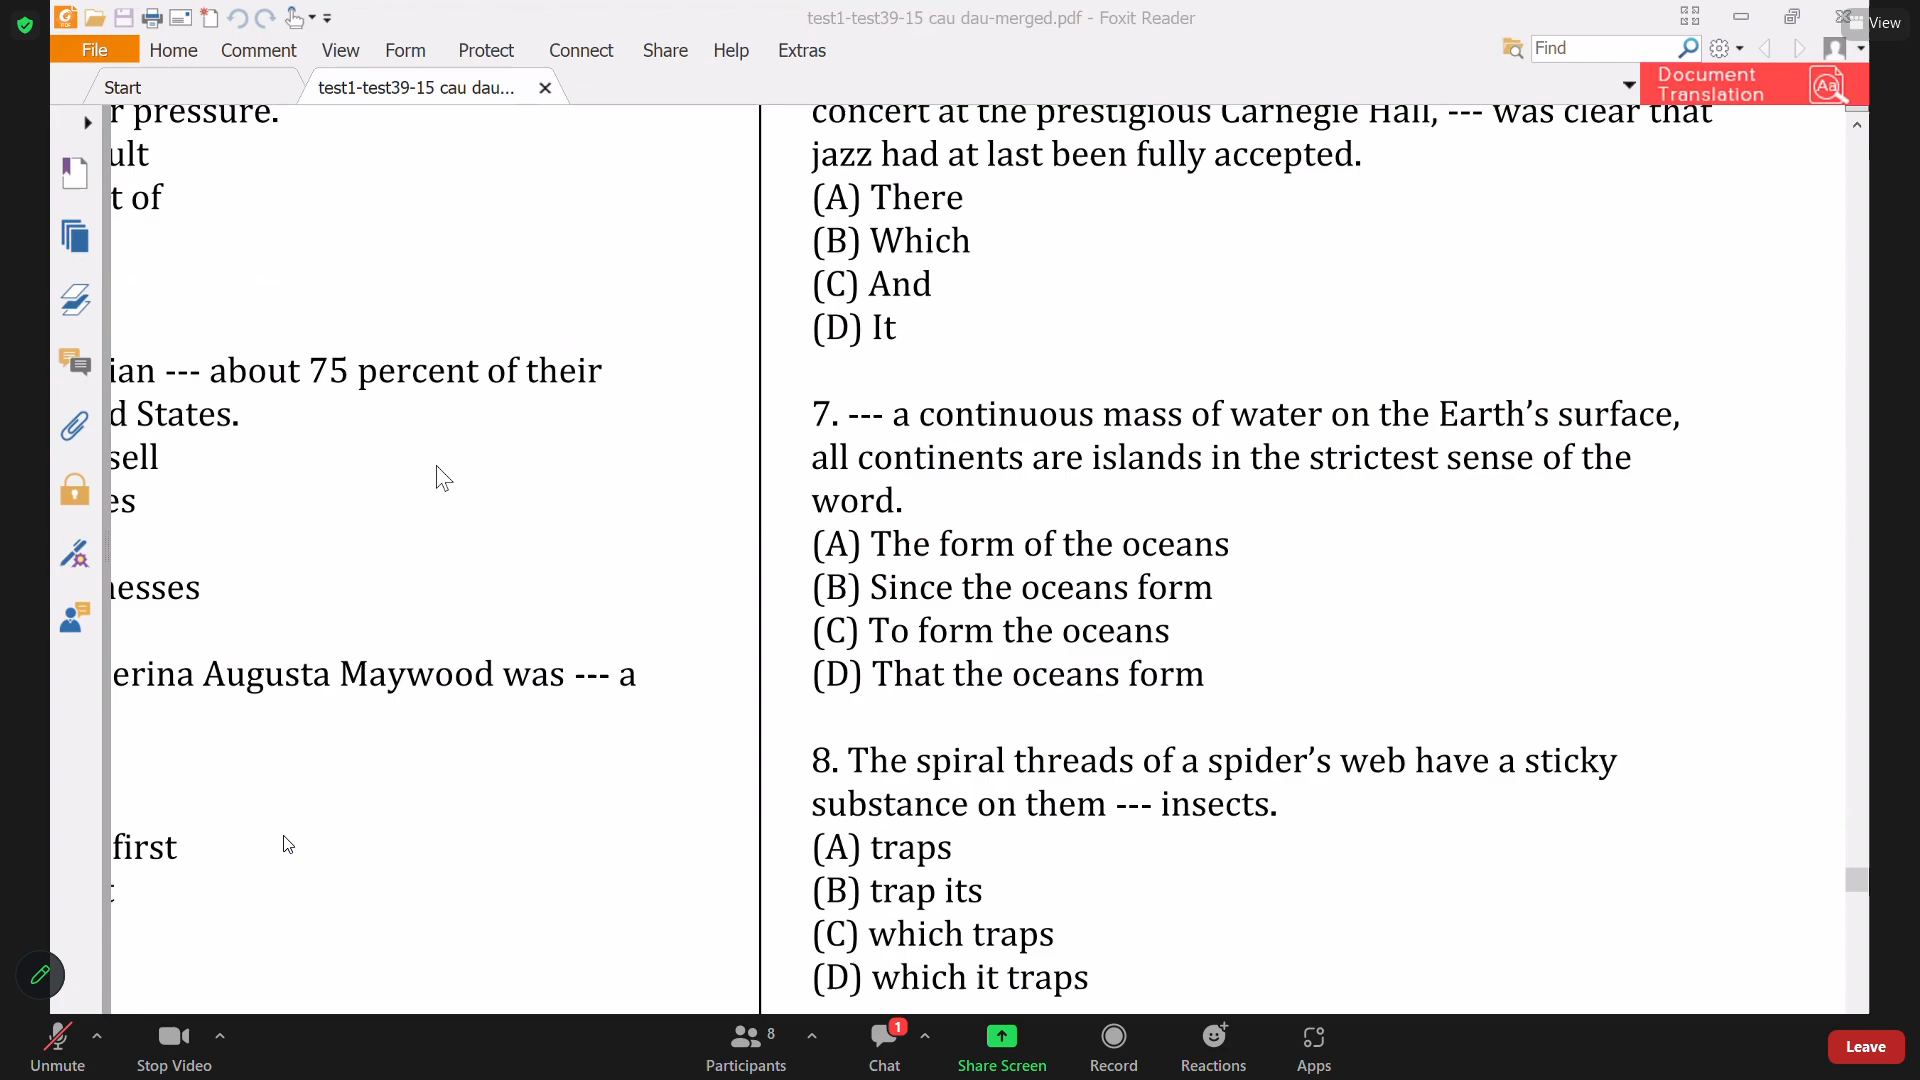 test1-test39-15 cau dau-merged.pdf - Foxit Reader
View
File Home Comment View Form Protect Connect Share Help Extras
Find
Start
test1-test39-15 cau dau...
Document
Translation
Aa
r pressure.
ult
t of
ian --- about 75 percent of their
d States.
sell
es
nesses
erina Augusta Maywood was --- a
first
concert at the prestigious Carnegie Hall, --- was clear that
jazz had at last been fully accepted.
(A) There
(B) Which
(C) And
(D) It
7. --- a continuous mass of water on the Earth’s surface,
all continents are islands in the strictest sense of the
word.
(A) The form of the oceans
(B) Since the oceans form
(C) To form the oceans
(D) That the oceans form
8. The spiral threads of a spider’s web have a sticky
substance on them --- insects.
(A) traps
(B) trap its
(C) which traps
(D) which it traps
8
1
Unmute
Stop Video
Participants
Chat
Share Screen
Record
Reactions
Apps
Leave